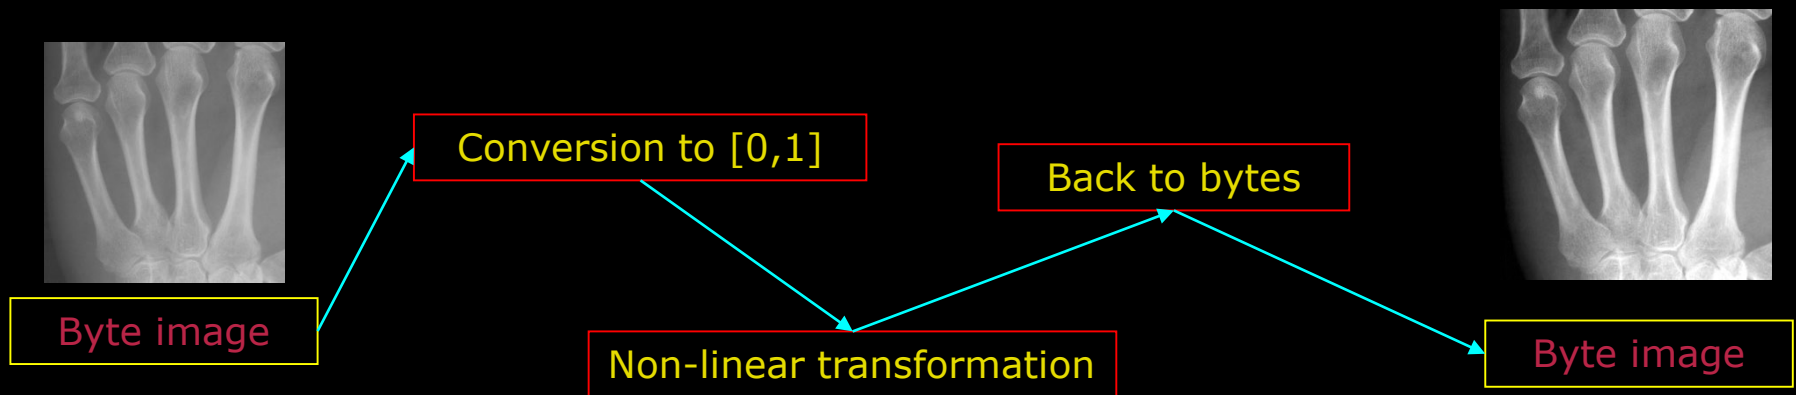 Byte image
Conversion to [0,1]
Non-linear transformation
Back to bytes
Byte image